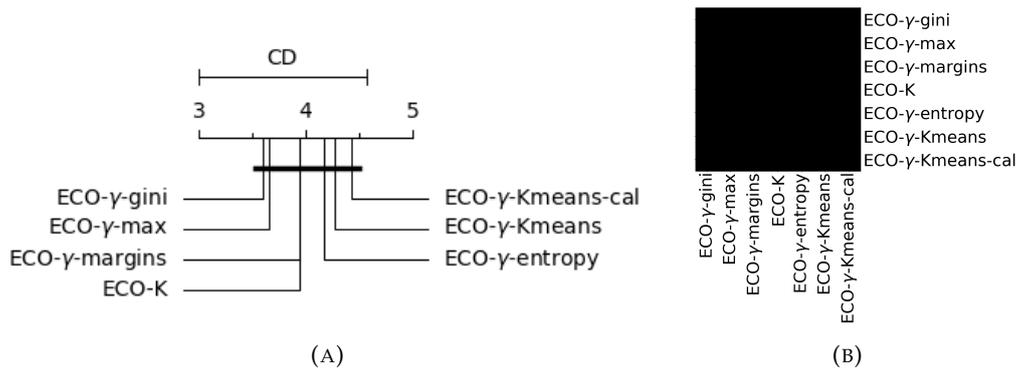 CD
3 4 5
ECO-γ-gini
ECO-γ-max
ECO-γ-margins
ECO-K
ECO-γ-Kmeans-cal
ECO-γ-Kmeans
ECO-γ-entropy
(A)
ECO-γ-gini
ECO-γ-max
ECO-γ-margins
ECO-K
ECO-γ-entropy
ECO-γ-Kmeans
ECO-γ-Kmeans-cal
ECO-γ-gini
ECO-γ-max
ECO-γ-margins
ECO-K
ECO-γ-entropy
ECO-γ-Kmeans
ECO-γ-Kmeans-cal
(B)